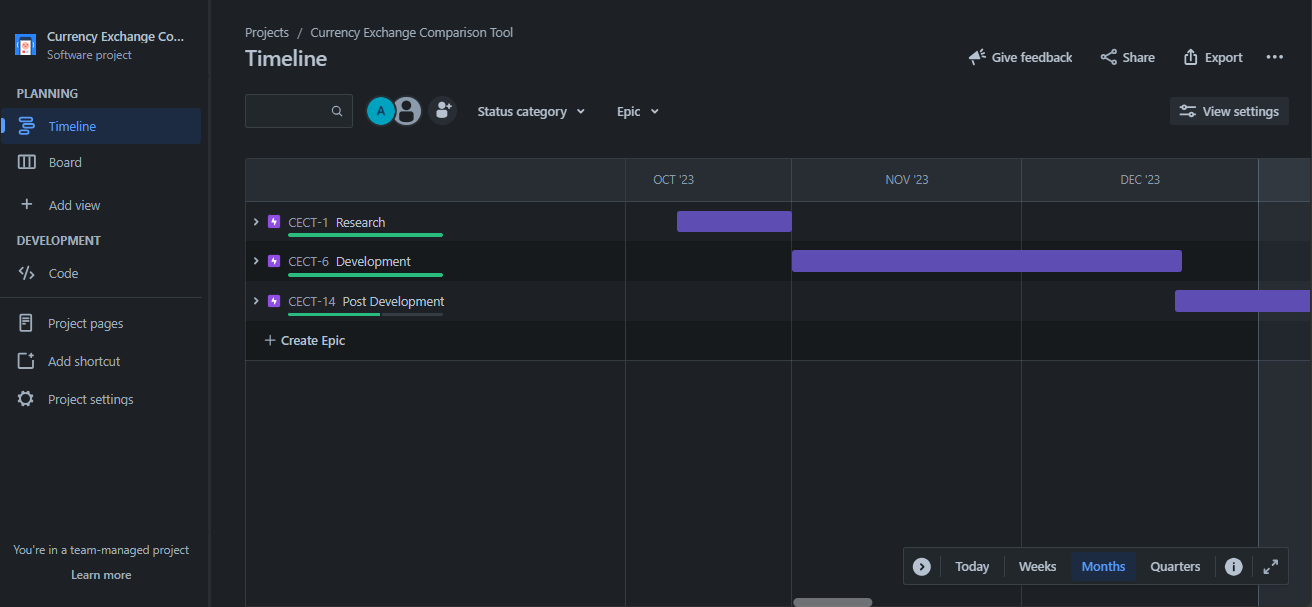 Currency Exchange Co...
Software project
PLANNING
Timeline
Board
Add view
DEVELOPMENT
Code
Project pages
Add shortcut
Project settings
You're in a team-managed project
Learn more
Projects / Currency Exchange Comparison Tool
Timeline
Give feedback
Share
Export
A
Status category
Epic
View settings
OCT '23
NOV '23
DEC '23
CECT-1 Research
CECT-6 Development
CECT-14 Post Development
+ Create Epic
Today
Weeks
Months
Quarters